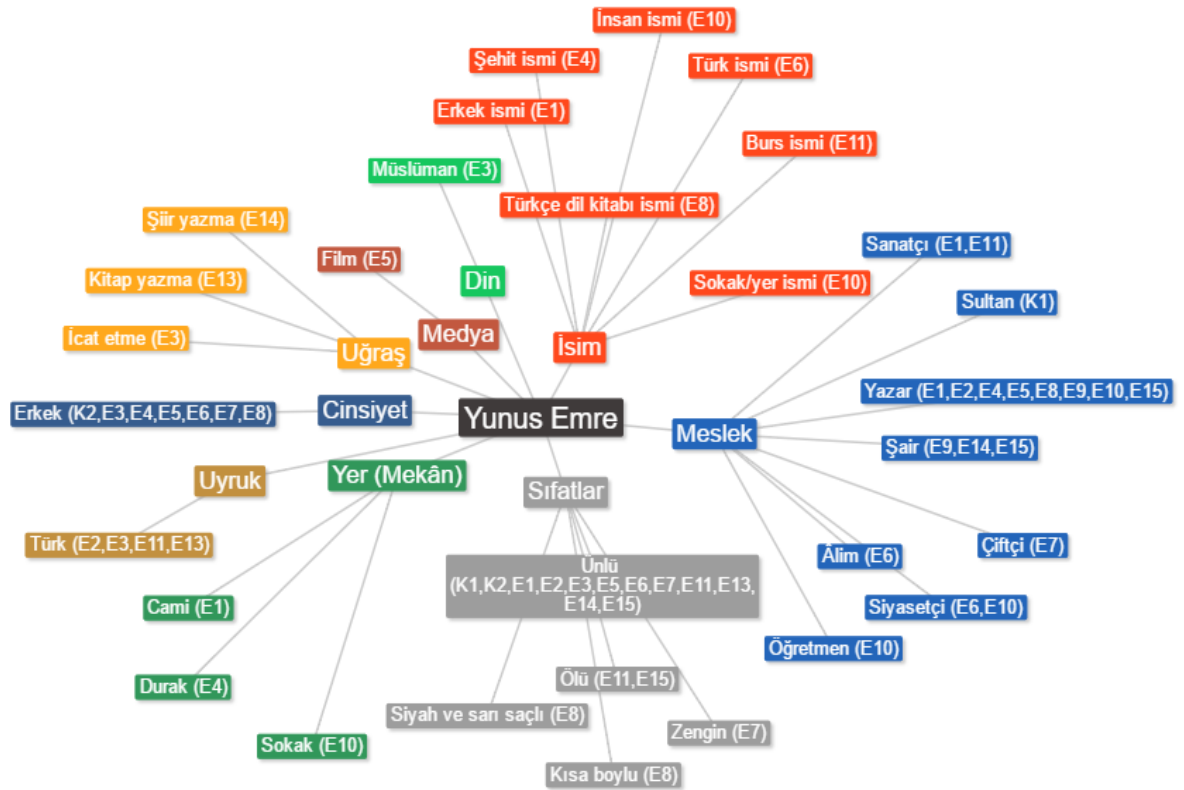 İnsan ismi (E10)
Şehit ismi (E4)
Türk ismi (E6)
Erkek ismi (E1)
Burs ismi (E11)
Müslüman (E3)
Türkçe dil kitabı ismi (E8)
Şiir yazma (E14)
Sanatçı (E1,E11)
Film (E5)
Kitap yazma (E13)
Din
Sokak/yer ismi (E10)
Sultan (K1)
İcat etme (E3)
Medya
Uğraş
İsim
Yazar (E1,E2,E4,E5,E8,E9,E10,E15)
Erkek (K2,E3,E4,E5,E6,E7,E8)
Cinsiyet
Yunus Emre
Meslek
Şair (E9,E14,E15)
Uyruk
Yer (Mekân)
Sıfatlar
Türk (E2,E3,E11,E13)
Çiftçi (E7)
Âlim (E6)
Ünlü
(K1,K2,E1,E2,E3,E5,E6,E7,E11,E13,
E14,E15)
Cami (E1)
Siyasetçi (E6,E10)
Öğretmen (E10)
Durak (E4)
Ölü (E11,E15)
Siyah ve sarı saçlı (E8)
Zengin (E7)
Sokak (E10)
Kısa boylu (E8)